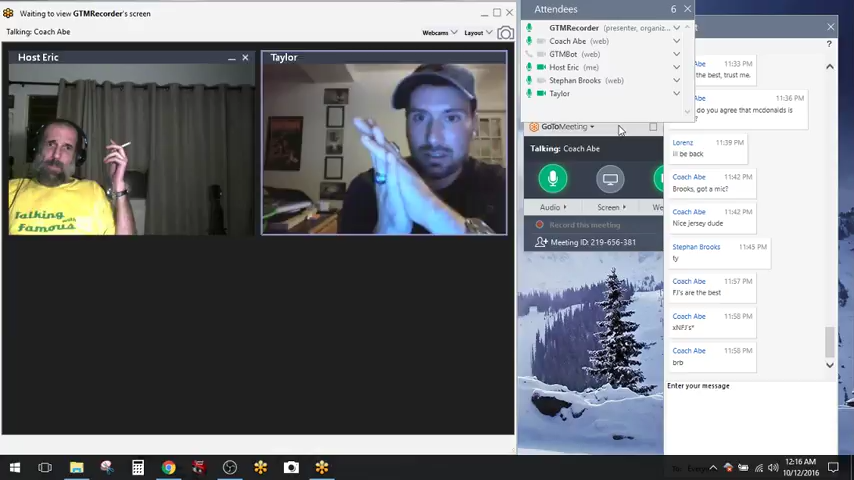 Waiting to view GTMRecorder's screen
Talking: Coach Abe
Webcams
Layout
Host Eric
Taylor
Talking
with
Famous
Attendees
6
GTMRecorder (presenter, organiz...
Coach Abe (web)
GTMBot (web)
Host Eric (me)
Stephan Brooks (web)
Taylor
GoToMeeting
Talking: Coach Abe
Audio
Screen
We
Record this meeting
Meeting ID: 219-656-381
t
?
11:33 PM
the best, trust me.
Abe 11:36 PM
do you agree that mcdonalds is
?
Lorenz 11:39 PM
ill be back
Coach Abe 11:42 PM
Brooks, got a mic?
Coach Abe 11:42 PM
Nice jersey dude
Stephan Brooks 11:45 PM
ty
Coach Abe 11:57 PM
FJ's are the best
Coach Abe 11:58 PM
xNFJ's*
Coach Abe 11:58 PM
brb
Enter your message
12:16 AM
10/12/2016